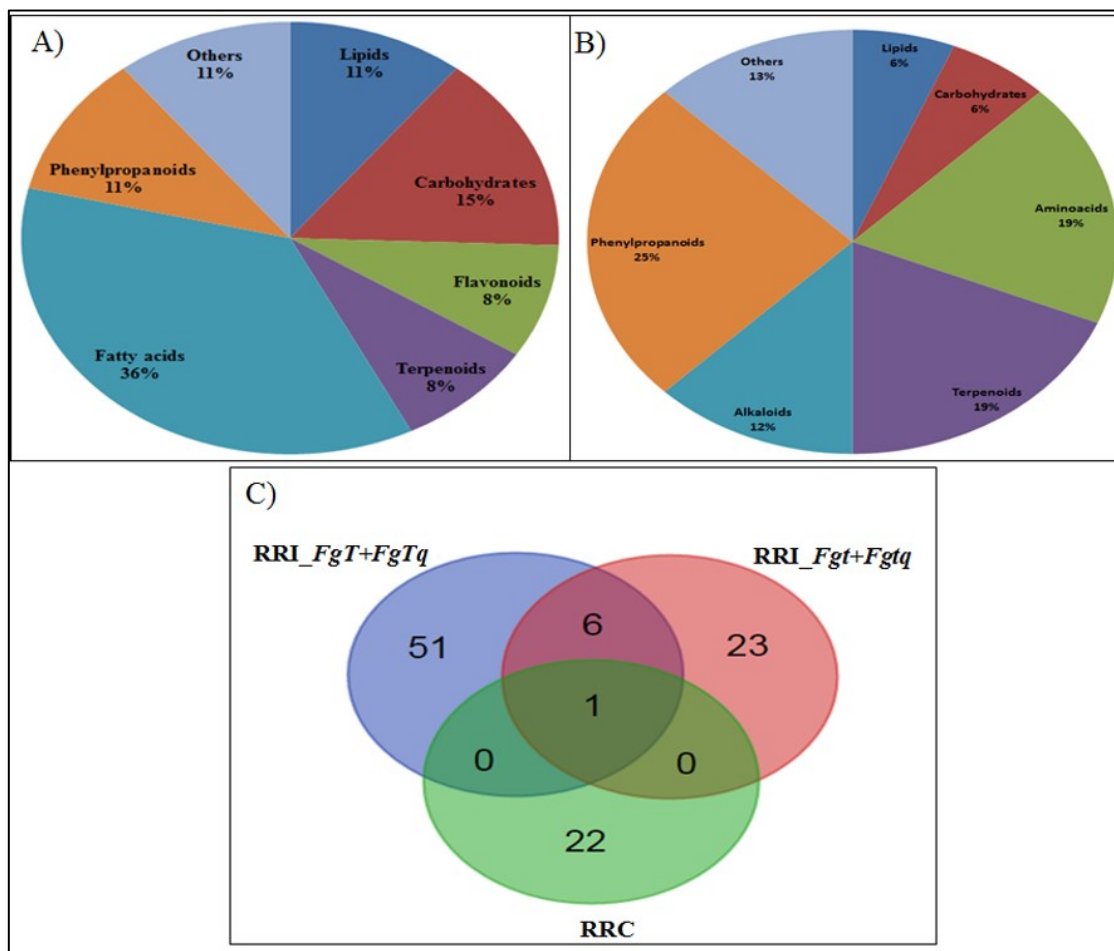 A)
Others
11%
Lipids
11%
Phenylpropanoids
11%
Carbohydrates
15%
Flavonoids
8%
Fatty acids
36%
Terpenoids
8%
B)
Others
13%
Lipids
6%
Carbohydrates
6%
Aminoacids
19%
Phenylpropanoids
25%
Alkaloids
12%
Terpenoids
19%
C)
RRI_FgT+FgTq
RRI_Fgt+Fgtq
51
6
23
1
0
0
22
RRC